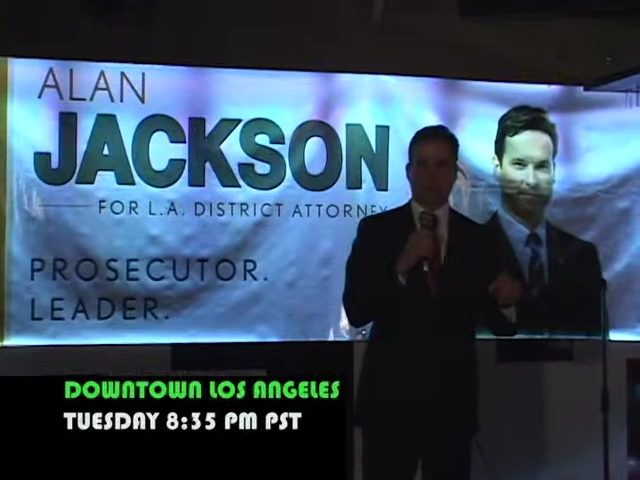 ALAN
JACKSON
FOR L.A. DISTRICT ATTORNEY
PROSECUTOR.
LEADER.
DOWNTOWN LOS ANGELES
TUESDAY 8:35 PM PST